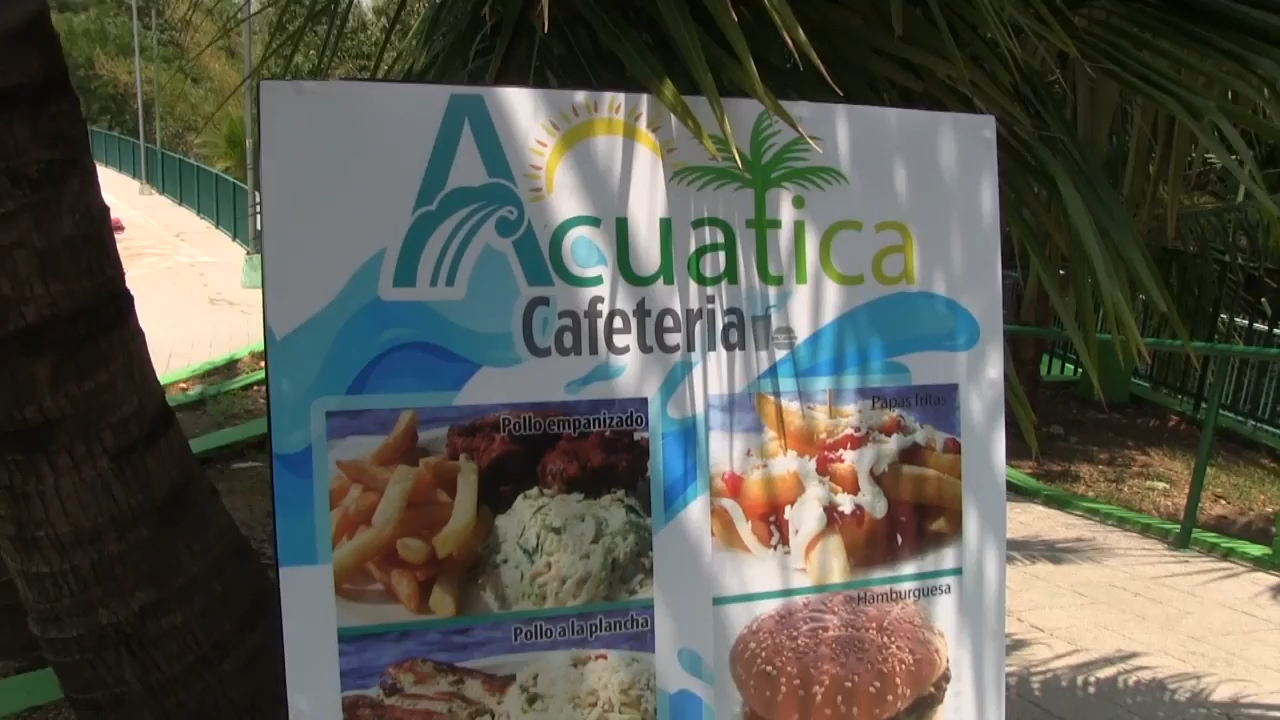 Acuatica
Cafeteria
Pollo empanizado
Papas fritas
Pollo a la plancha
Hamburguesa